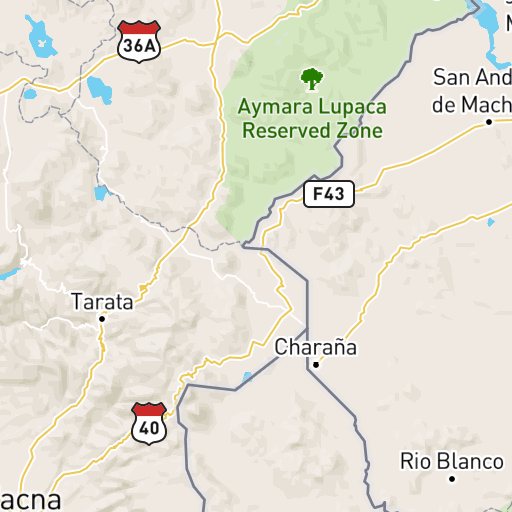 36A
San And
de Mach
Aymara Lupaca
Reserved Zone
F43
Tarata
Charaña
40
Rio Blanco
acna